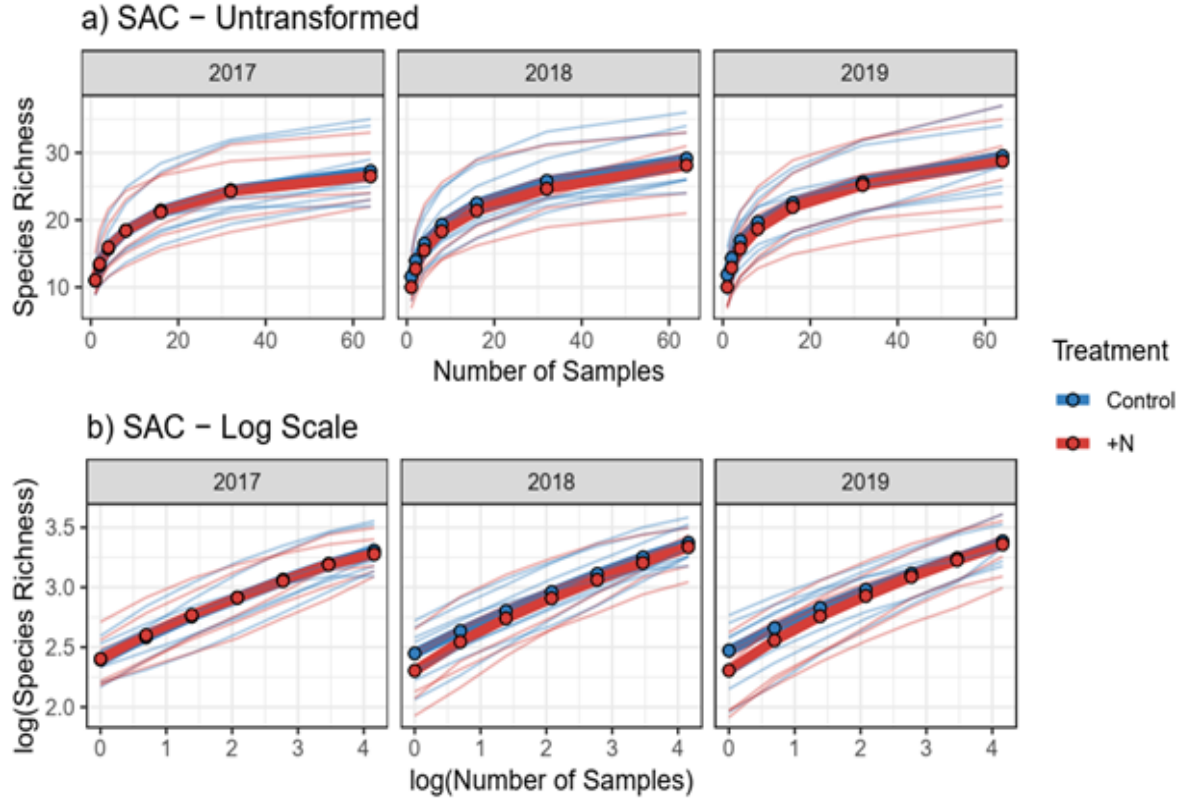 a) SAC − Untransformed
2017 2018 2019
Species Richness
30
20
10
0 20 40 60 0 20 40 60 0 20 40 60
Number of Samples
Treatment
Control
+N
b) SAC − Log Scale
2017 2018 2019
log(Species Richness)
3.5
3.0
2.5
2.0
0 1 2 3 4 0 1 2 3 4 0 1 2 3 4
log(Number of Samples)